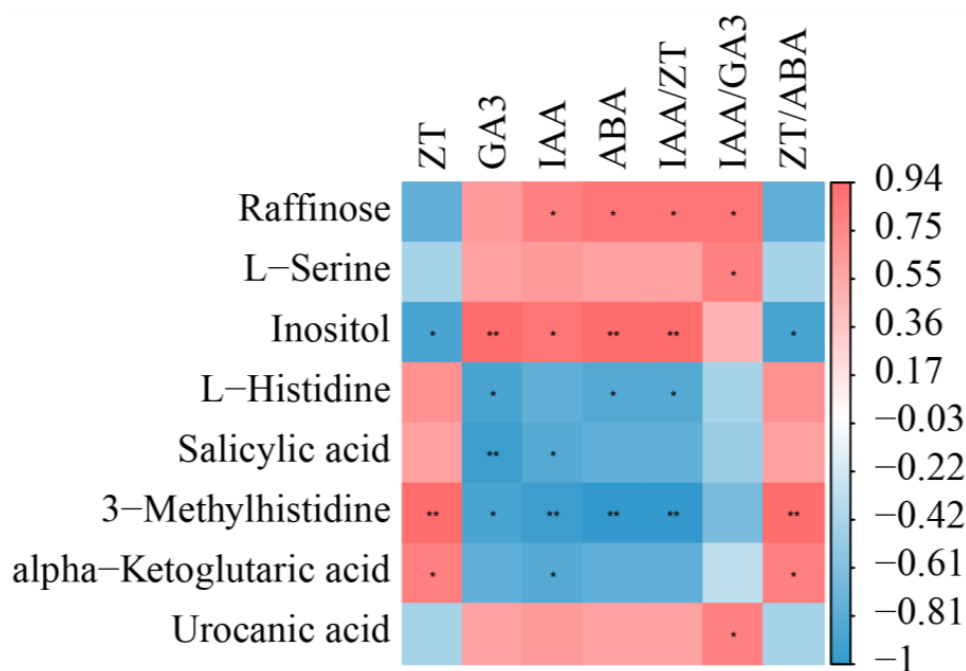 ZT GA3 IAA ABA IAA/ZT IAA/GA3 ZT/ABA
Raffinose * * * *
L−Serine *
Inositol * ** * ** ** *
L−Histidine * * *
Salicylic acid ** *
3−Methylhistidine ** * ** ** ** **
alpha−Ketoglutaric acid * * *
Urocanic acid *
0.94
0.75
0.55
0.36
0.17
−0.03
−0.22
−0.42
−0.61
−0.81
−1